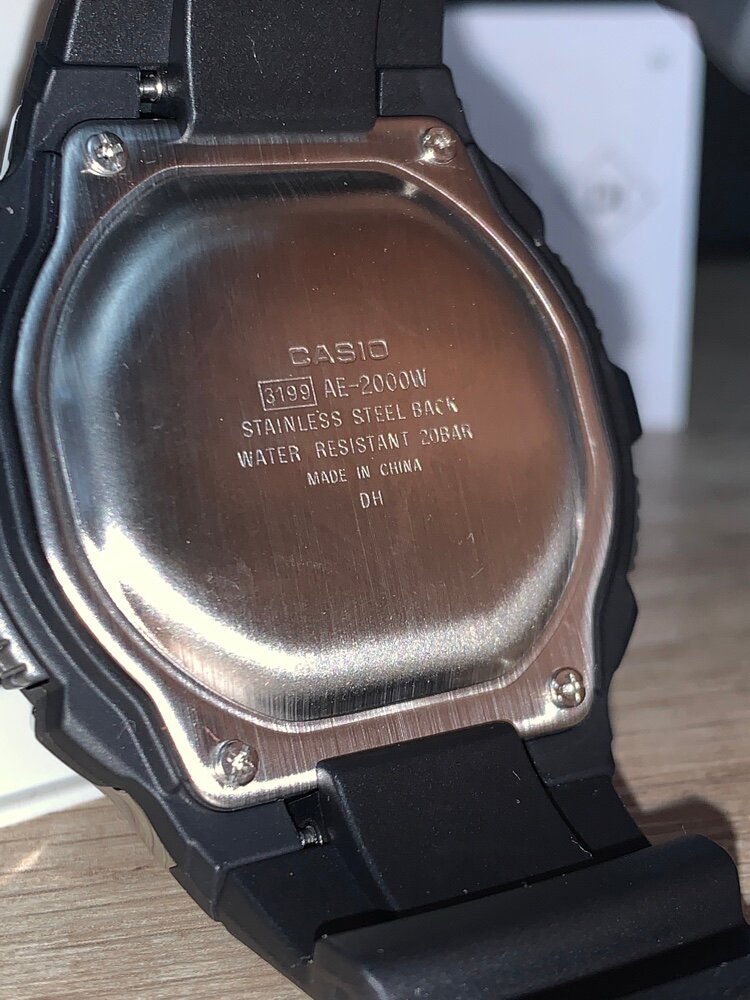 CASIO
3199 AE-2000W
STAINLESS STEEL BACK
WATER RESISTANT 20BAR
MADE IN CHINA
DH